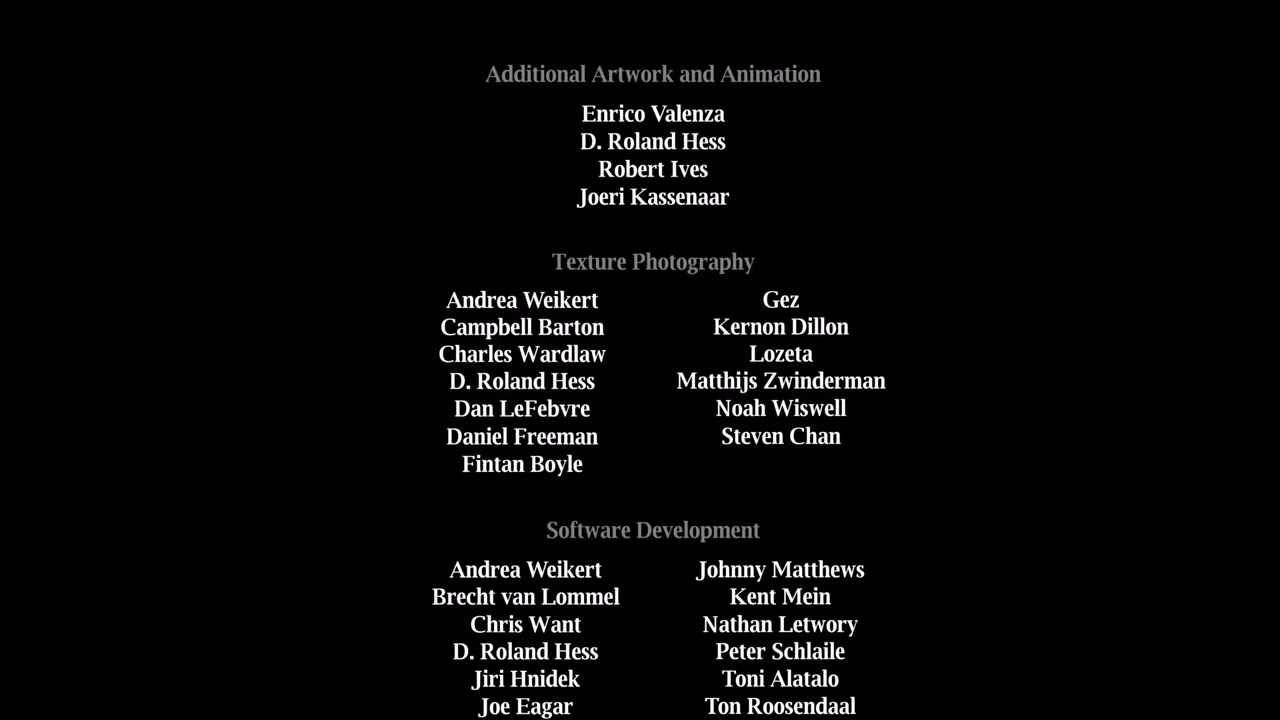 Additional Artwork and Animation
Enrico Valenza
D. Roland Hess
Robert Ives
Joeri Kassenaar
Texture Photography
Andrea Weikert
Campbell Barton
Charles Wardlaw
D. Roland Hess
Dan LeFebvre
Daniel Freeman
Fintan Boyle
Gez
Kernon Dillon
Lozeta
Matthijs Zwinderman
Noah Wiswell
Steven Chan
Software Development
Andrea Weikert
Brecht van Lommel
Chris Want
D. Roland Hess
Jiri Hnidek
Joe Eagar
Johnny Matthews
Kent Mein
Nathan Letwory
Peter Schlaile
Toni Alatalo
Ton Roosendaal